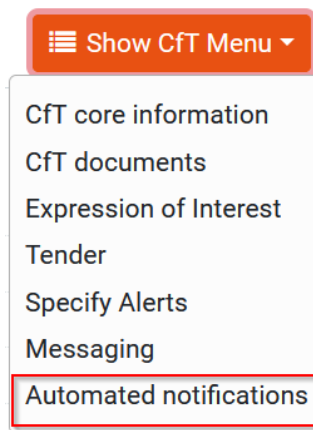 Show CfT Menu
CfT core information
CfT documents
Expression of Interest
Tender
Specify Alerts
Messaging
Automated notifications